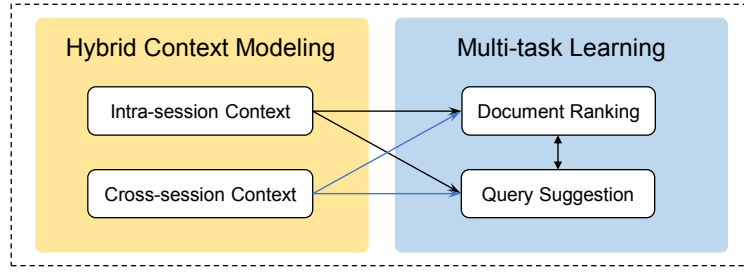 Hybrid Context Modeling
Intra-session Context
Cross-session Context
Multi-task Learning
Document Ranking
Query Suggestion